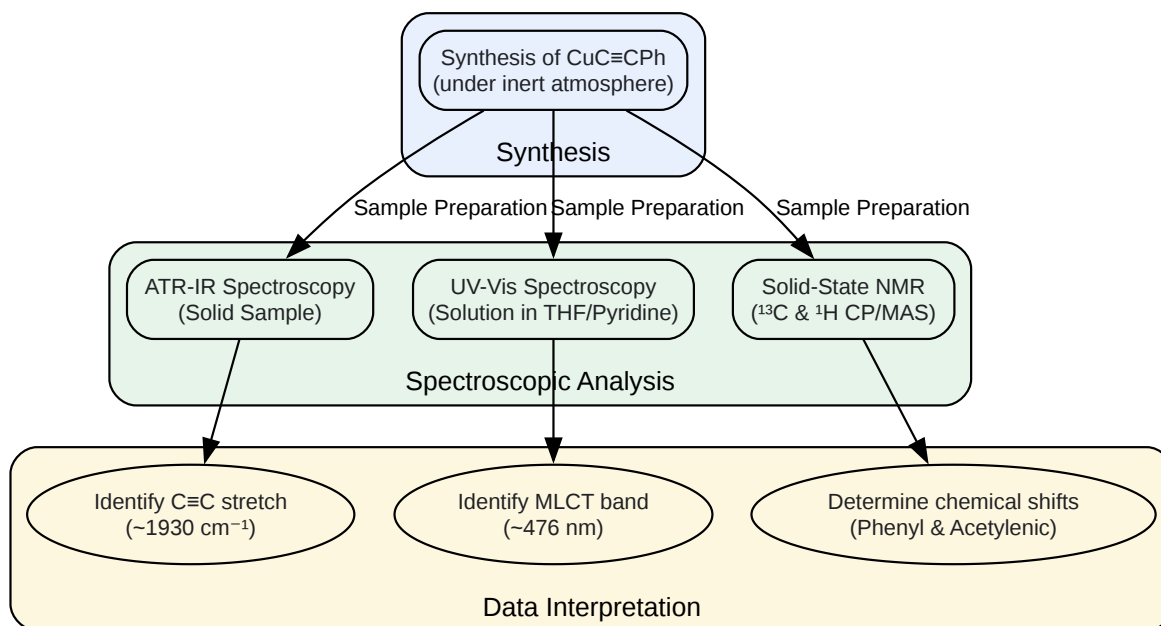 Synthesis of CuC≡CPh
(under inert atmosphere)
Synthesis
Sample Preparation
Sample Preparation
Sample Preparation
ATR-IR Spectroscopy
(Solid Sample)
UV-Vis Spectroscopy
(Solution in THF/Pyridine)
Solid-State NMR
(¹³C & ¹H CP/MAS)
Spectroscopic Analysis
Identify C≡C stretch
(~1930 cm⁻¹)
Identify MLCT band
(~476 nm)
Determine chemical shifts
(Phenyl & Acetylenic)
Data Interpretation